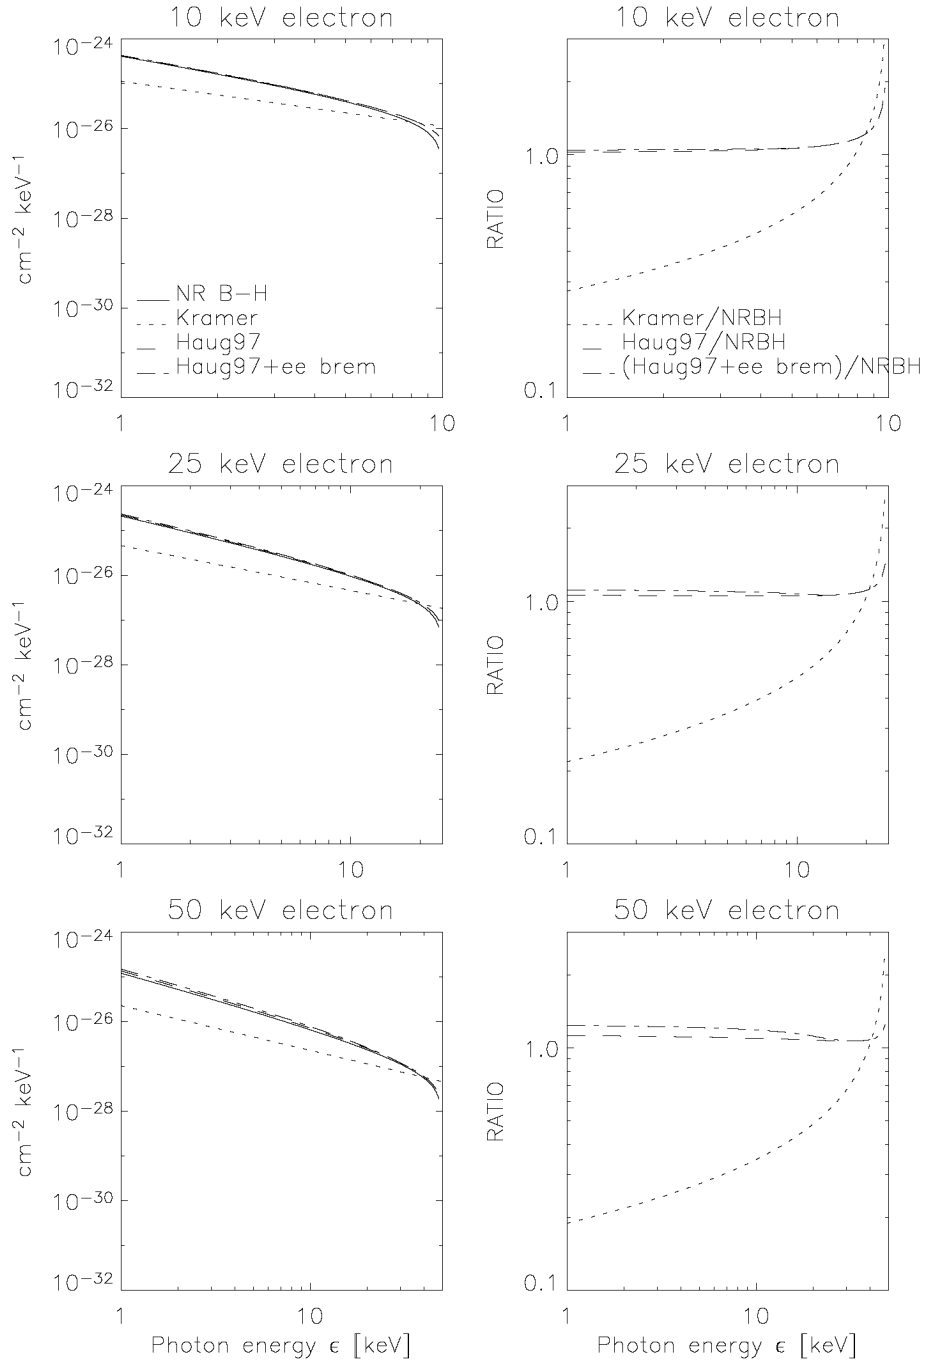 10 keV electron
10⁻²⁴
10⁻²⁶
10⁻²⁸
10⁻³⁰
10⁻³²
cm⁻² keV⁻¹
NR B−H
Kramer
Haug97
Haug97+ee brem
1
10
10 keV electron
1.0
0.1
RATIO
Kramer/NRBH
Haug97/NRBH
(Haug97+ee brem)/NRBH
1
10
25 keV electron
10⁻²⁴
10⁻²⁶
10⁻²⁸
10⁻³⁰
10⁻³²
cm⁻² keV⁻¹
1
10
25 keV electron
1.0
0.1
RATIO
1
10
50 keV electron
10⁻²⁴
10⁻²⁶
10⁻²⁸
10⁻³⁰
10⁻³²
cm⁻² keV⁻¹
1
10
Photon energy ϵ [keV]
50 keV electron
1.0
0.1
RATIO
1
10
Photon energy ϵ [keV]